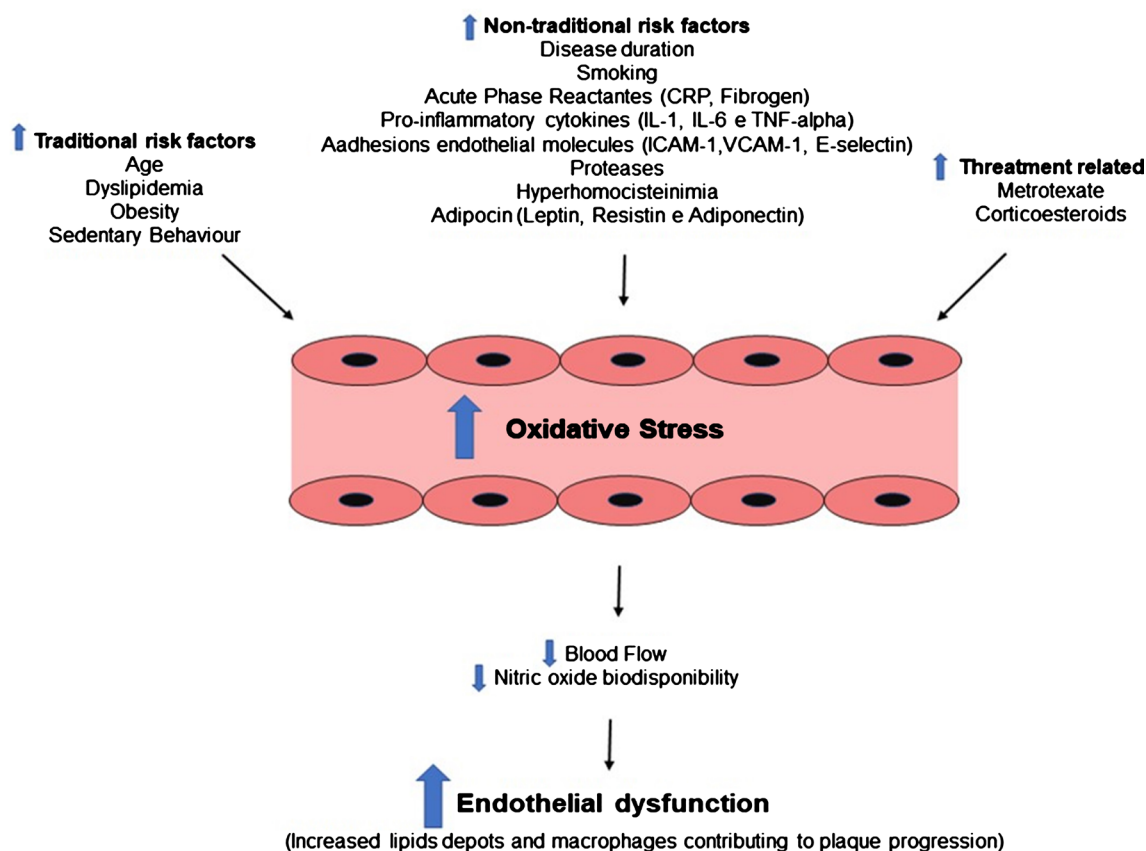 Non-traditional risk factors
Disease duration
Smoking
Acute Phase Reactantes (CRP, Fibrogen)
Pro-inflammatory cytokines (IL-1, IL-6 e TNF-alpha)
Aadhesions endothelial molecules (ICAM-1,VCAM-1, E-selectin)
Proteases
Hyperhomocisteinimia
Adipocin (Leptin, Resistin e Adiponectin)
Traditional risk factors
Age
Dyslipidemia
Obesity
Sedentary Behaviour
Threatment related
Metrotexate
Corticoesteroids
Oxidative Stress
Blood Flow
Nitric oxide biodisponibility
Endothelial dysfunction
(Increased lipids depots and macrophages contributing to plaque progression)